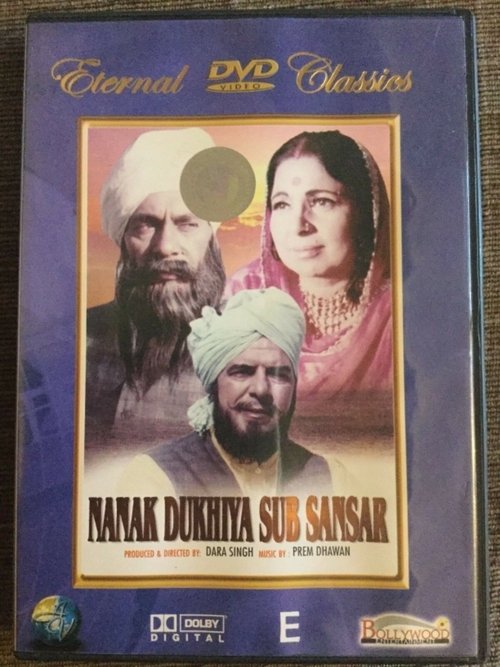 Eternal DVD VIDEO Classics
NANAK DUKHIYA SUB SANSAR
PRODUCED & DIRECTED BY: DARA SINGH MUSIC BY: PREM DHAWAN
DOLBY
DIGITAL
E
BOLLYWOOD
ENTERTAINMENT